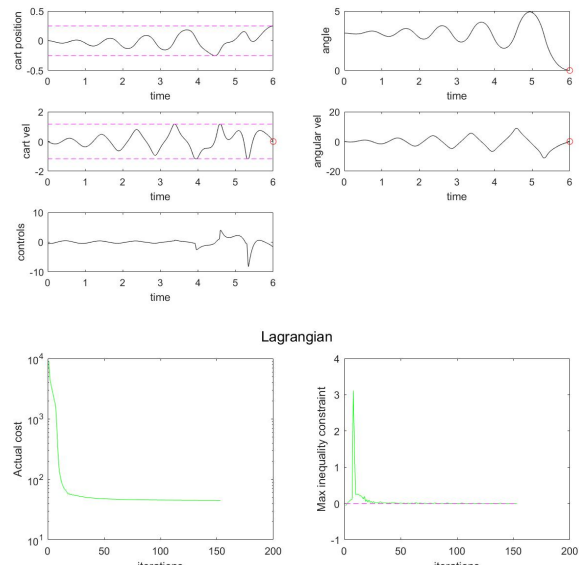 0.5
0
-0.5
cart position
0 1 2 3 4 5 6
time
5
0
angle
0 1 2 3 4 5 6
time
2
0
-2
cart vel
0 1 2 3 4 5 6
time
20
0
-20
angular vel
0 1 2 3 4 5 6
time
10
0
-10
controls
0 1 2 3 4 5 6
time
Lagrangian
10^4
10^3
10^2
10^1
Actual cost
0 50 100 150 200
iterations
4
3
2
1
0
-1
Max inequality constraint
0 50 100 150 200
iterations